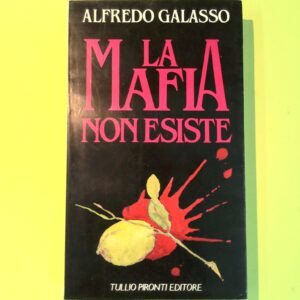 ALFREDO GALASSO
LA
MAFIA
NON ESISTE
TULLIO PIRONTI EDITORE